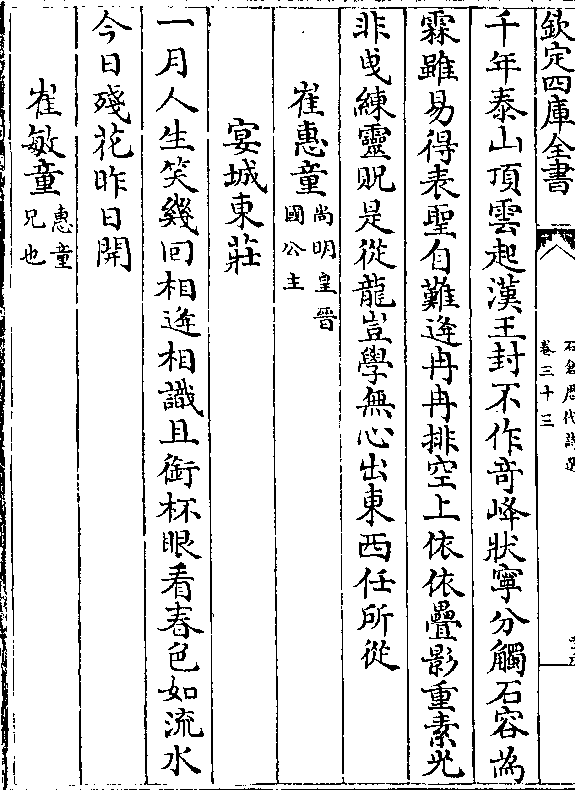 欽定四庫全書
石倉歴代詩選
卷三十三
千年泰山頂雲起漢王封不作竒峰狀寧分觸石容為
霖雖易得表聖自難逢冉冉排空上依依疊影重素光
非曳練靈貺是從龍豈學無心出東西任所從
崔惠童尚明皇晉國公主
宴城東莊
一月人生笑幾回相逢相識且銜杯眼看春色如流水
今日殘花昨日開
崔敏童惠童兄也